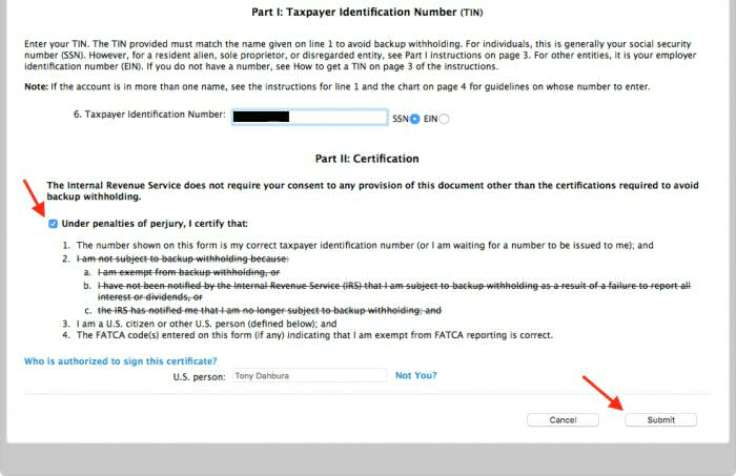 Part I: Taxpayer Identification Number (TIN)
Enter your TIN. The TIN provided must match the name given on line 1 to avoid backup withholding. For individuals, this is generally your social security
number (SSN). However, for a resident alien, sole proprietor, or disregarded entity, see Part I instructions on page 3. For other entities, it is your employer
identification number (EIN). If you do not have a number, see How to get a TIN on page 3 of the instructions.
Note: If the account is in more than one name, see the instructions for line 1 and the chart on page 4 for guidelines on whose number to enter.
6. Taxpayer Identification Number: SSN EIN
Part II: Certification
The Internal Revenue Service does not require your consent to any provision of this document other than the certifications required to avoid
backup withholding.
Under penalties of perjury, I certify that:
1. The number shown on this form is my correct taxpayer identification number (or I am waiting for a number to be issued to me); and
2. I am not subject to backup withholding because:
a. I am exempt from backup withholding, or
b. I have not been notified by the Internal Revenue Service (IRS) that I am subject to backup withholding as a result of a failure to report all
interest or dividends, or
c. the IRS has notified me that I am no longer subject to backup withholding; and
3. I am a U.S. citizen or other U.S. person (defined below); and
4. The FATCA code(s) entered on this form (if any) indicating that I am exempt from FATCA reporting is correct.
Who is authorized to sign this certificate?
U.S. person: Tony Dahbura Not You?
Cancel Submit